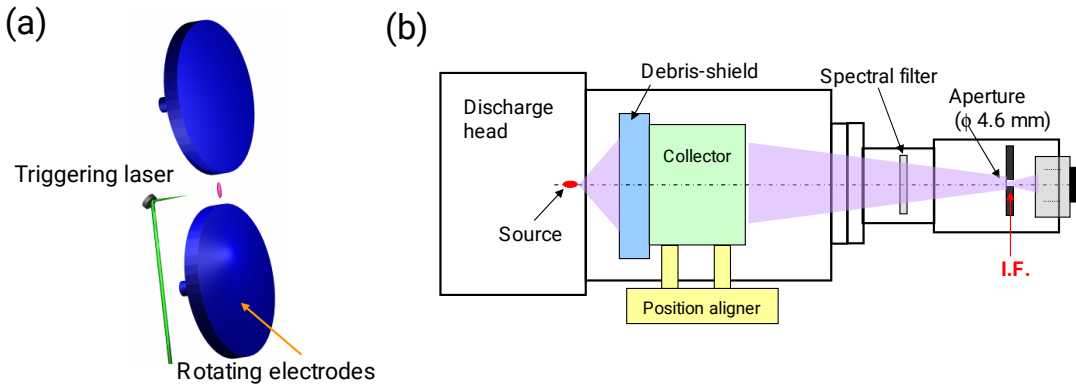 (a)
Triggering laser
Rotating electrodes
(b)
Discharge
head
Source
Debris-shield
Collector
Position aligner
Spectral filter
Aperture
(ϕ 4.6 mm)
I.F.